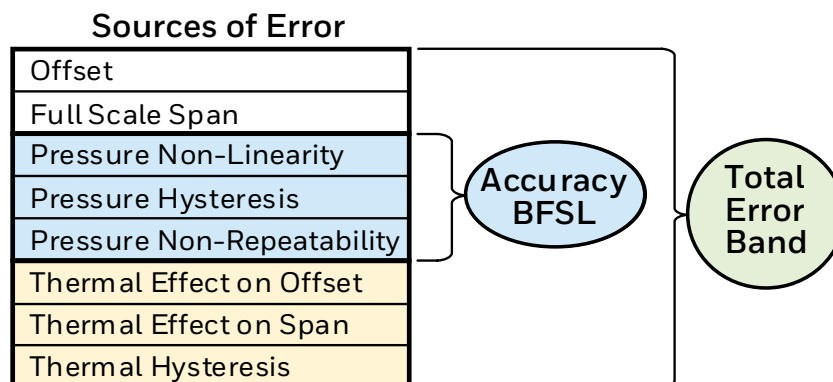 Sources of Error
Offset
Full Scale Span
Pressure Non-Linearity
Pressure Hysteresis
Pressure Non-Repeatability
Thermal Effect on Offset
Thermal Effect on Span
Thermal Hysteresis
Accuracy
BFSL
Total
Error
Band